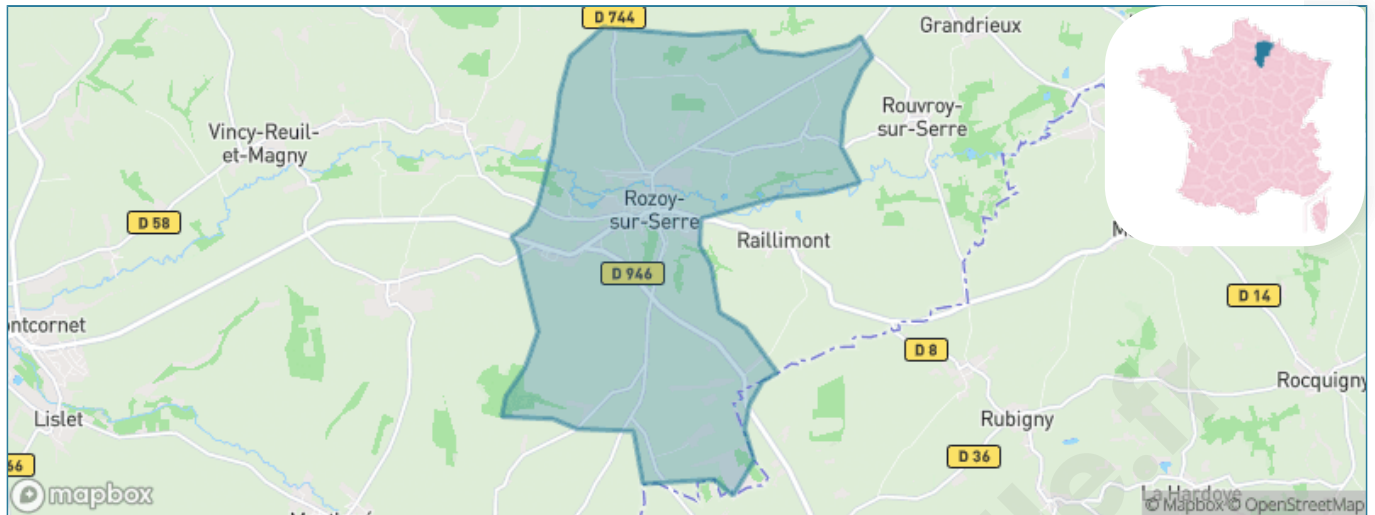 D 744
Grandrieux
Rouvroy-
sur-Serre
Vincy-Reuil-
et-Magny
Rozoy-
sur-Serre
D 58
Raillimont
D 946
D 14
ontcornet
D 8
Rocquigny
Lislet
Rubigny
D 36
66
mapbox
La Hardoye
© Mapbox © OpenStreetMap